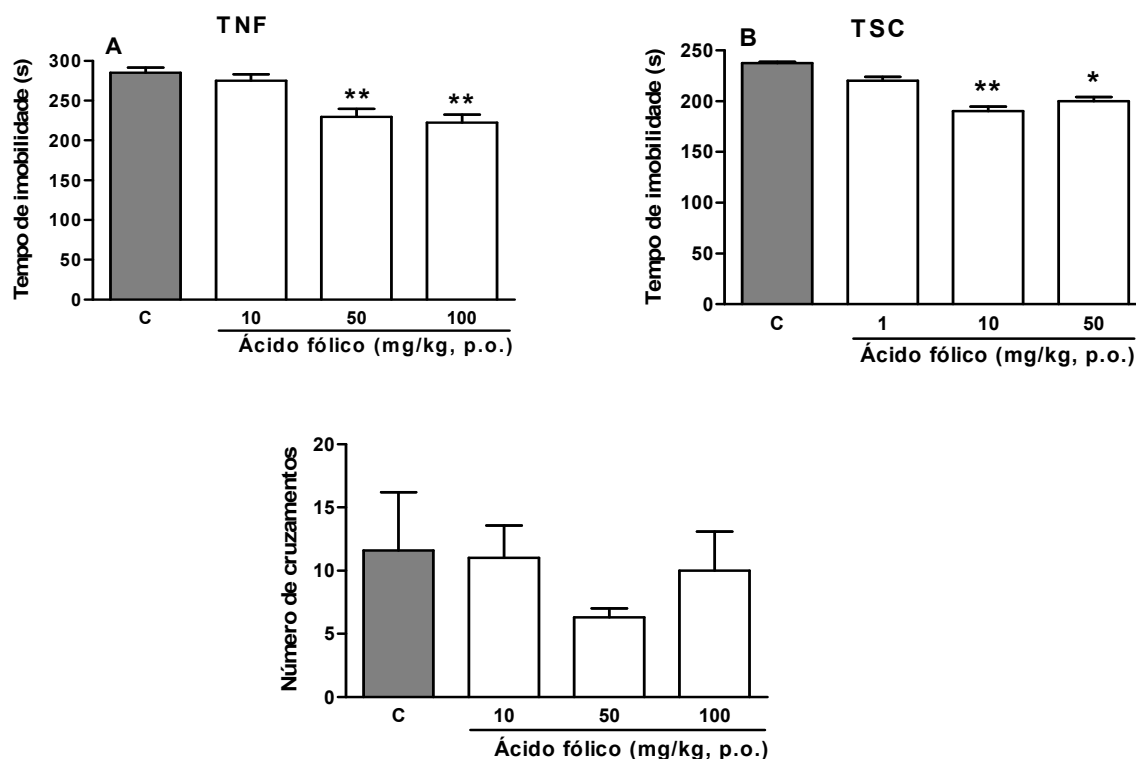 TNF
A
Tempo de imobilidade (s)
300
250
200
150
100
50
0
** **
C 10 50 100
Ácido fólico (mg/kg, p.o.)
TSC
B
Tempo de imobilidade (s)
250
200
150
200
50
0
** *
C 1 10 50
Ácido fólico (mg/kg, p.o.)
Número de cruzamentos
20
15
10
5
0
C 10 50 100
Ácido fólico (mg/kg, p.o.)